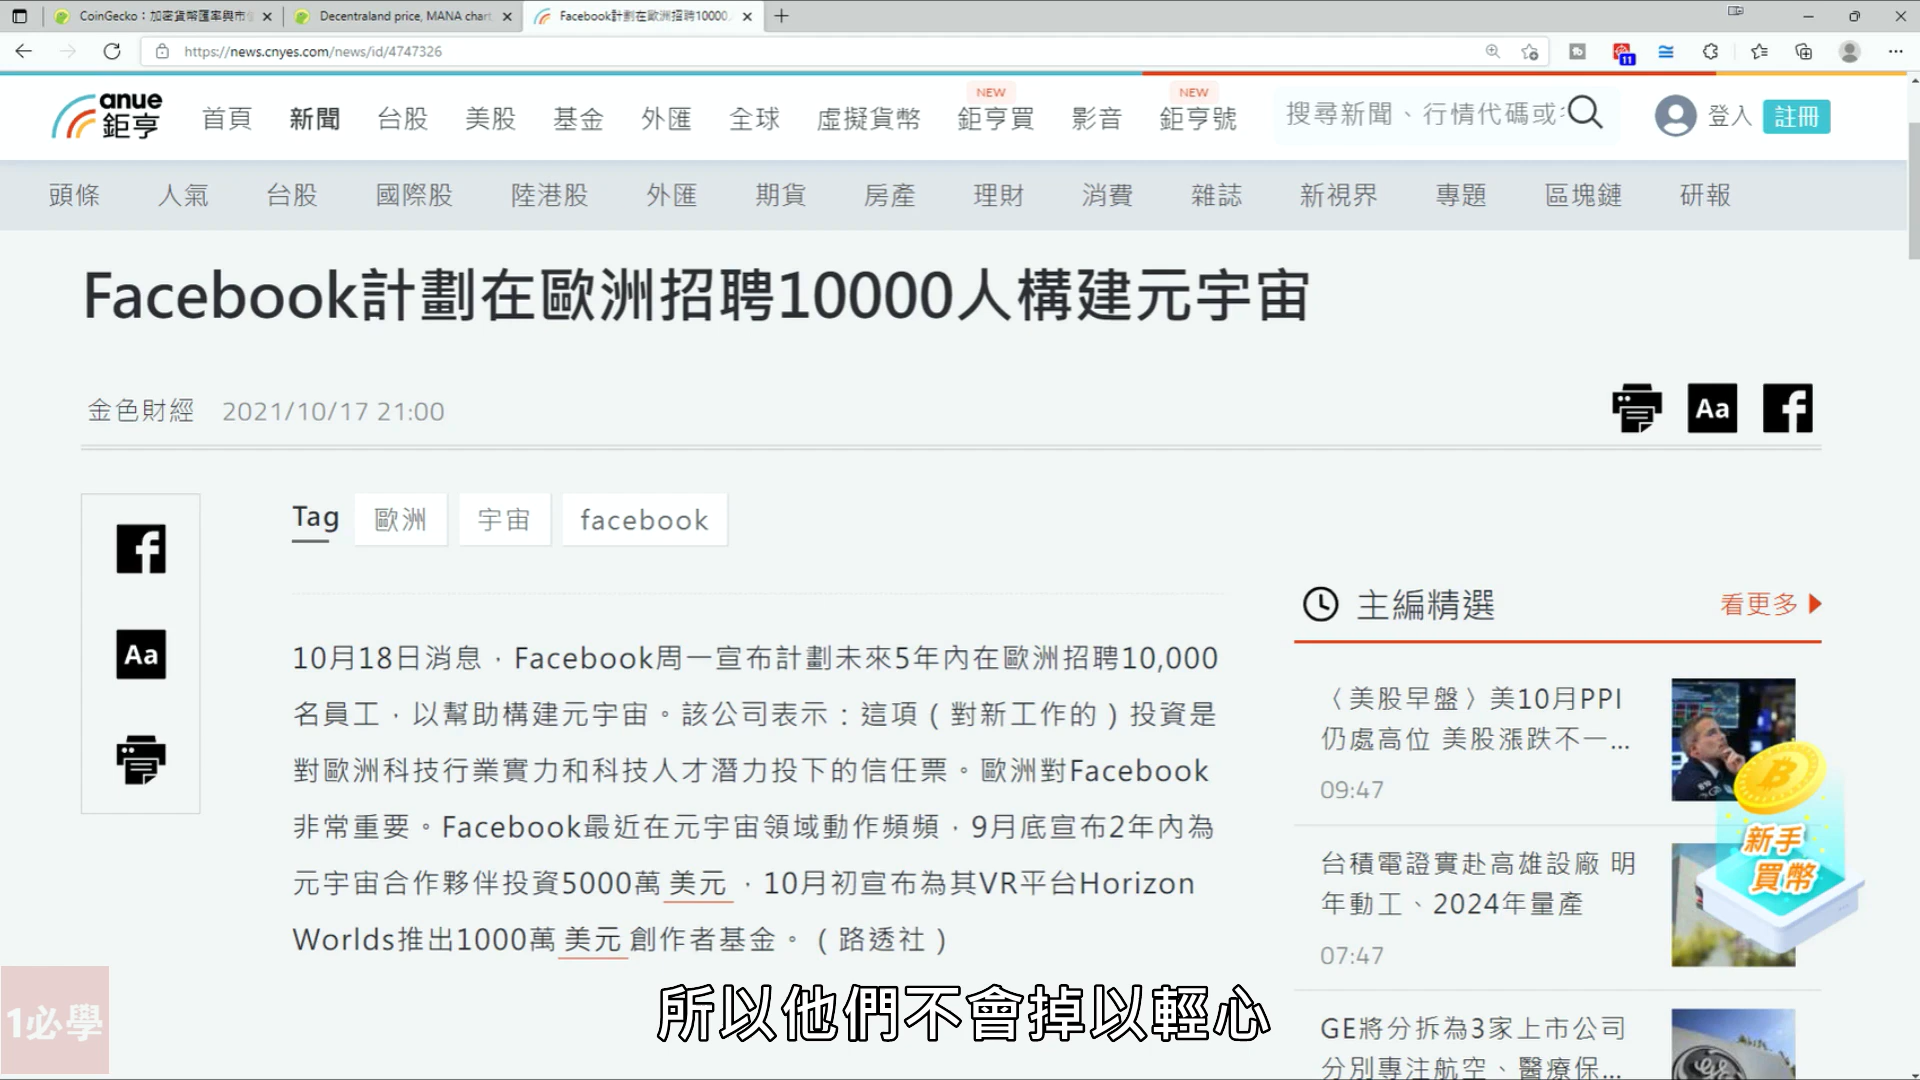 CoinGecko：加密貨幣匯率與市
Decentraland price, MANA chart
Facebook計劃在歐洲招聘10000
https://news.cnyes.com/news/id/4747326
11
anue
鉅亨
首頁 新聞 台股 美股 基金 外匯 全球 虛擬貨幣 鉅亨買 影音 鉅亨號
NEW NEW
搜尋新聞、行情代碼或
登入 註冊
頭條 人氣 台股 國際股 陸港股 外匯 期貨 房產 理財 消費 雜誌 新視界 專題 區塊鏈 研報
Facebook計劃在歐洲招聘10000人構建元宇宙
金色財經 2021/10/17 21:00
Aa
Tag 歐洲 宇宙 facebook
Aa
10月18日消息，Facebook周一宣布計劃未來5年內在歐洲招聘10,000
名員工，以幫助構建元宇宙。該公司表示：這項（對新工作的）投資是
對歐洲科技行業實力和科技人才潛力投下的信任票。歐洲對Facebook
非常重要。Facebook最近在元宇宙領域動作頻頻，9月底宣布2年內為
元宇宙合作夥伴投資5000萬 美元 ，10月初宣布為其VR平台Horizon
Worlds推出1000萬 美元 創作者基金。（路透社）
主編精選 看更多
〈美股早盤〉美10月PPI
仍處高位 美股漲跌不一...
09:47
台積電證實赴高雄設廠 明
年動工、2024年量產
07:47
GE將分拆為3家上市公司
分別專注航空、醫療保...
新手
買幣
1必學
所以他們不會掉以輕心